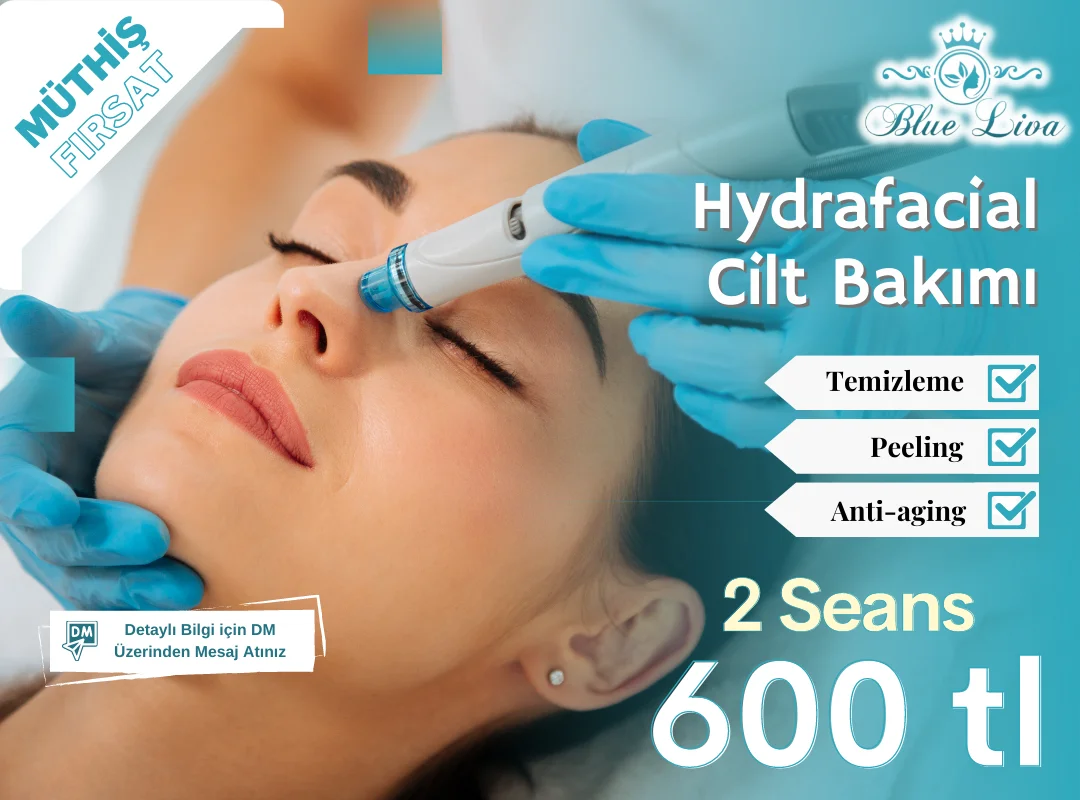 MÜTHİŞ
FIRSAT
Blue Liva
Hydrafacial
Cilt Bakımı
Temizleme
Peeling
Anti-aging
2 Seans
600 tl
DM
Detaylı Bilgi için DM
Üzerinden Mesaj Atınız